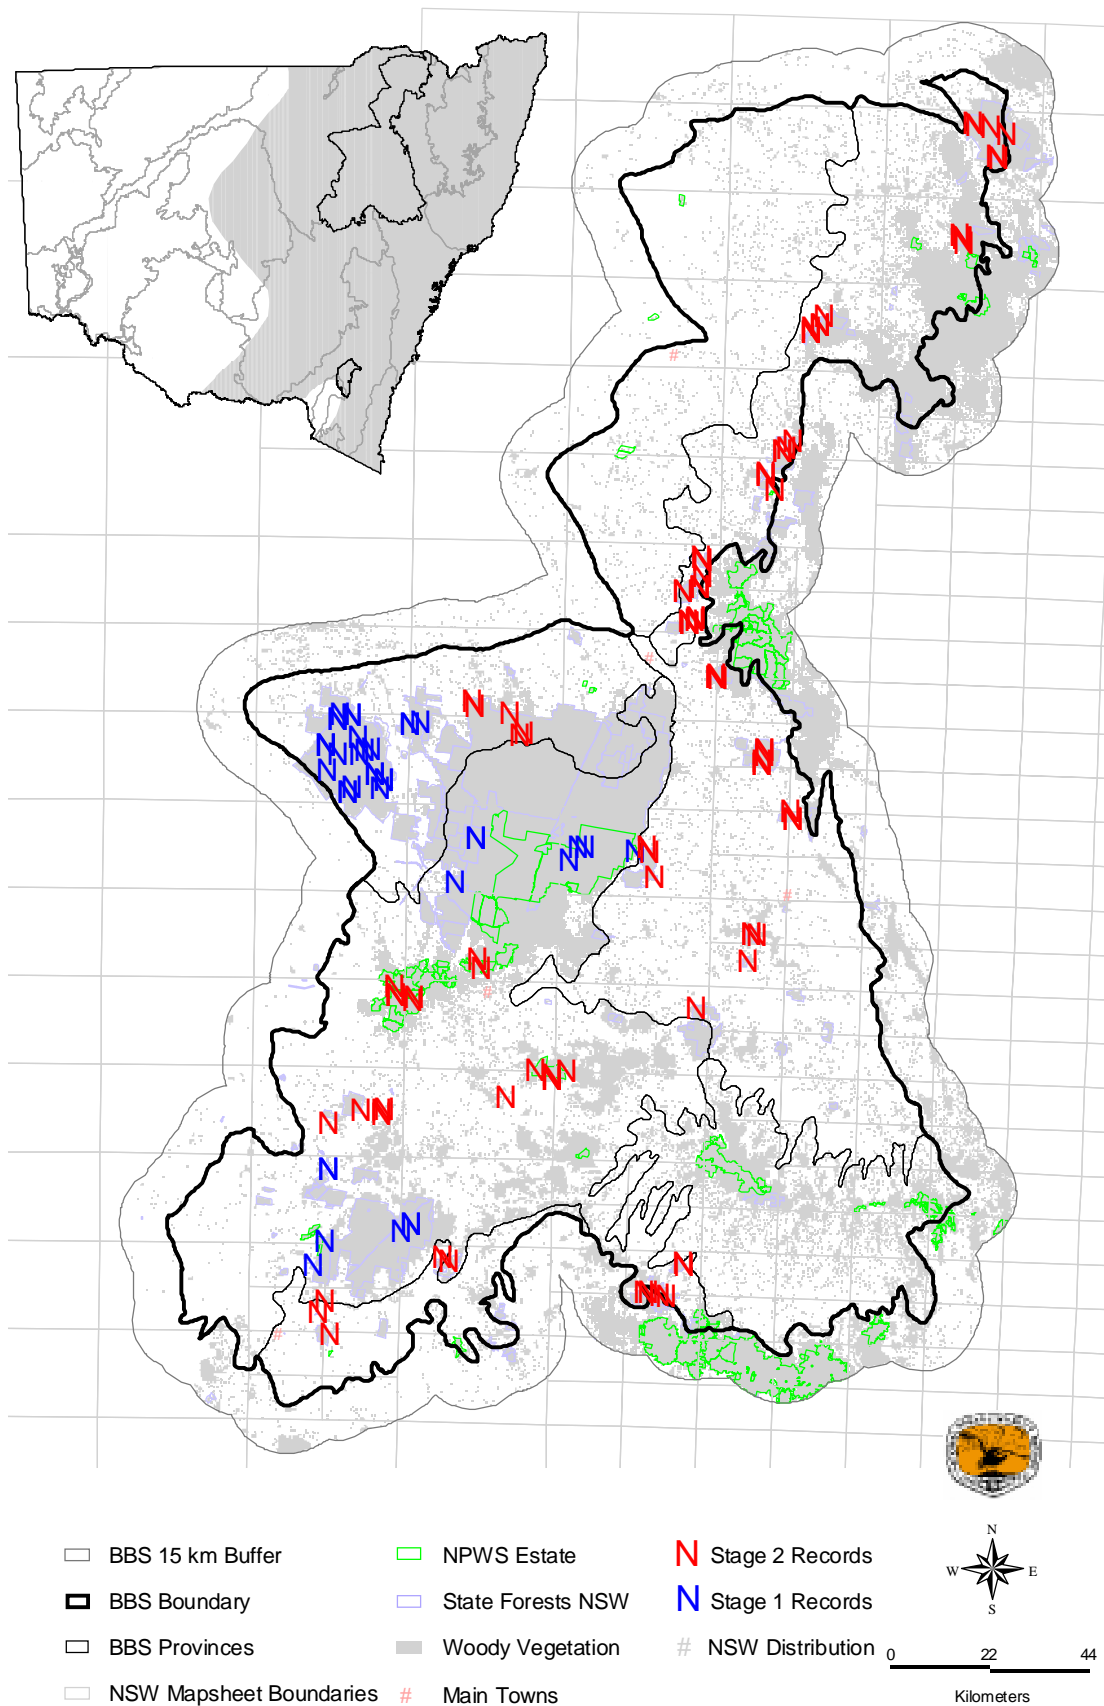 BBS 15 km Buffer
BBS Boundary
BBS Provinces
NSW Mapsheet Boundaries
NPWS Estate
State Forests NSW
Woody Vegetation
# Main Towns
N Stage 2 Records
N Stage 1 Records
# NSW Distribution
N
W E
S
0 22 44
Kilometers